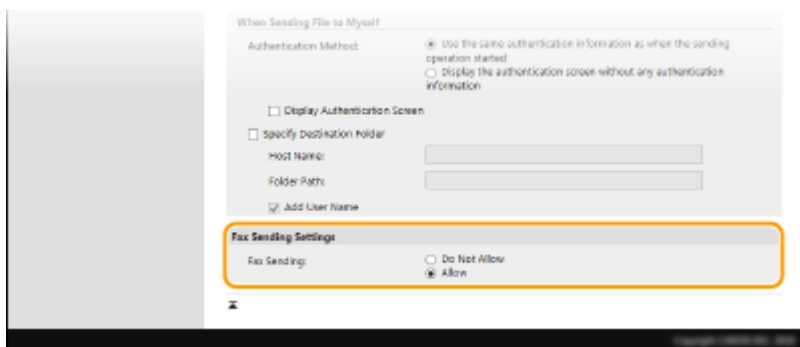 When Sending File to Myself
Authentication Method:
Use the same authentication information as when the sending
operation started
Display the authentication screen without any authentication
information
Display Authentication Screen
Specify Destination Folder
Host Name:
Folder Path:
Add User Name
Fax Sending Settings
Fax Sending:
Do Not Allow
Allow